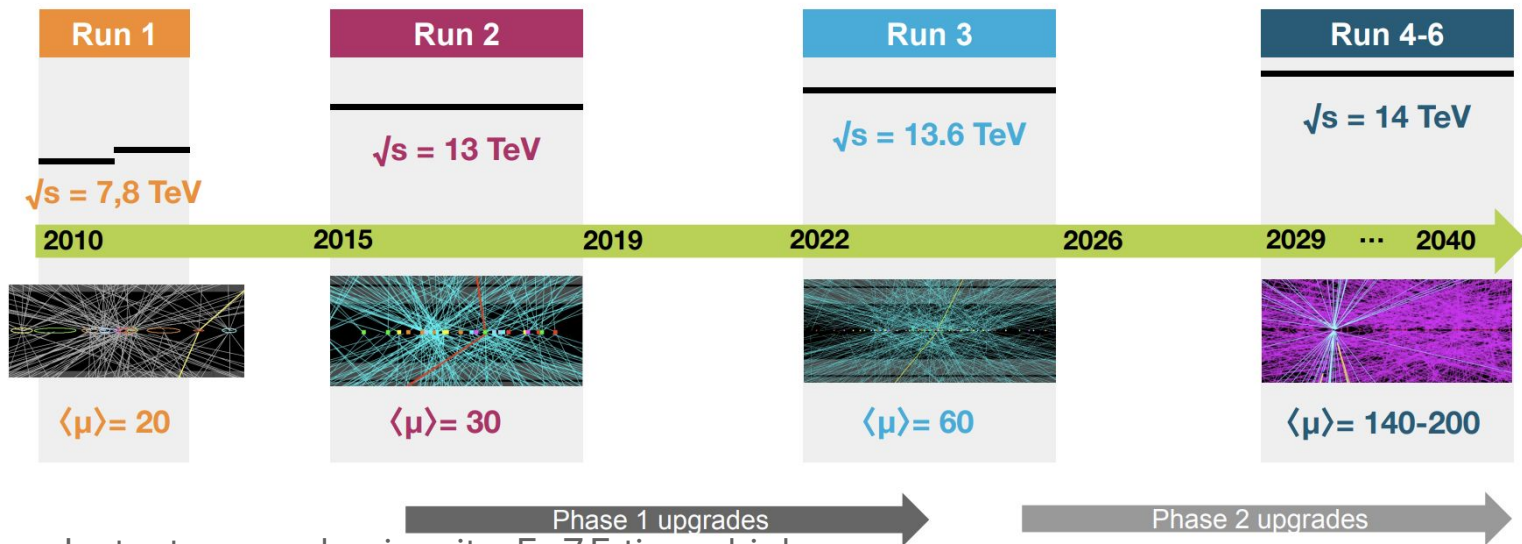 Run 1
Run 2
Run 3
Run 4-6
√s = 7,8 TeV
√s = 13 TeV
√s = 13.6 TeV
√s = 14 TeV
2010 2015 2019 2022 2026 2029 ... 2040
⟨μ⟩= 20
⟨μ⟩= 30
⟨μ⟩= 60
⟨μ⟩= 140-200
Phase 1 upgrades
Phase 2 upgrades